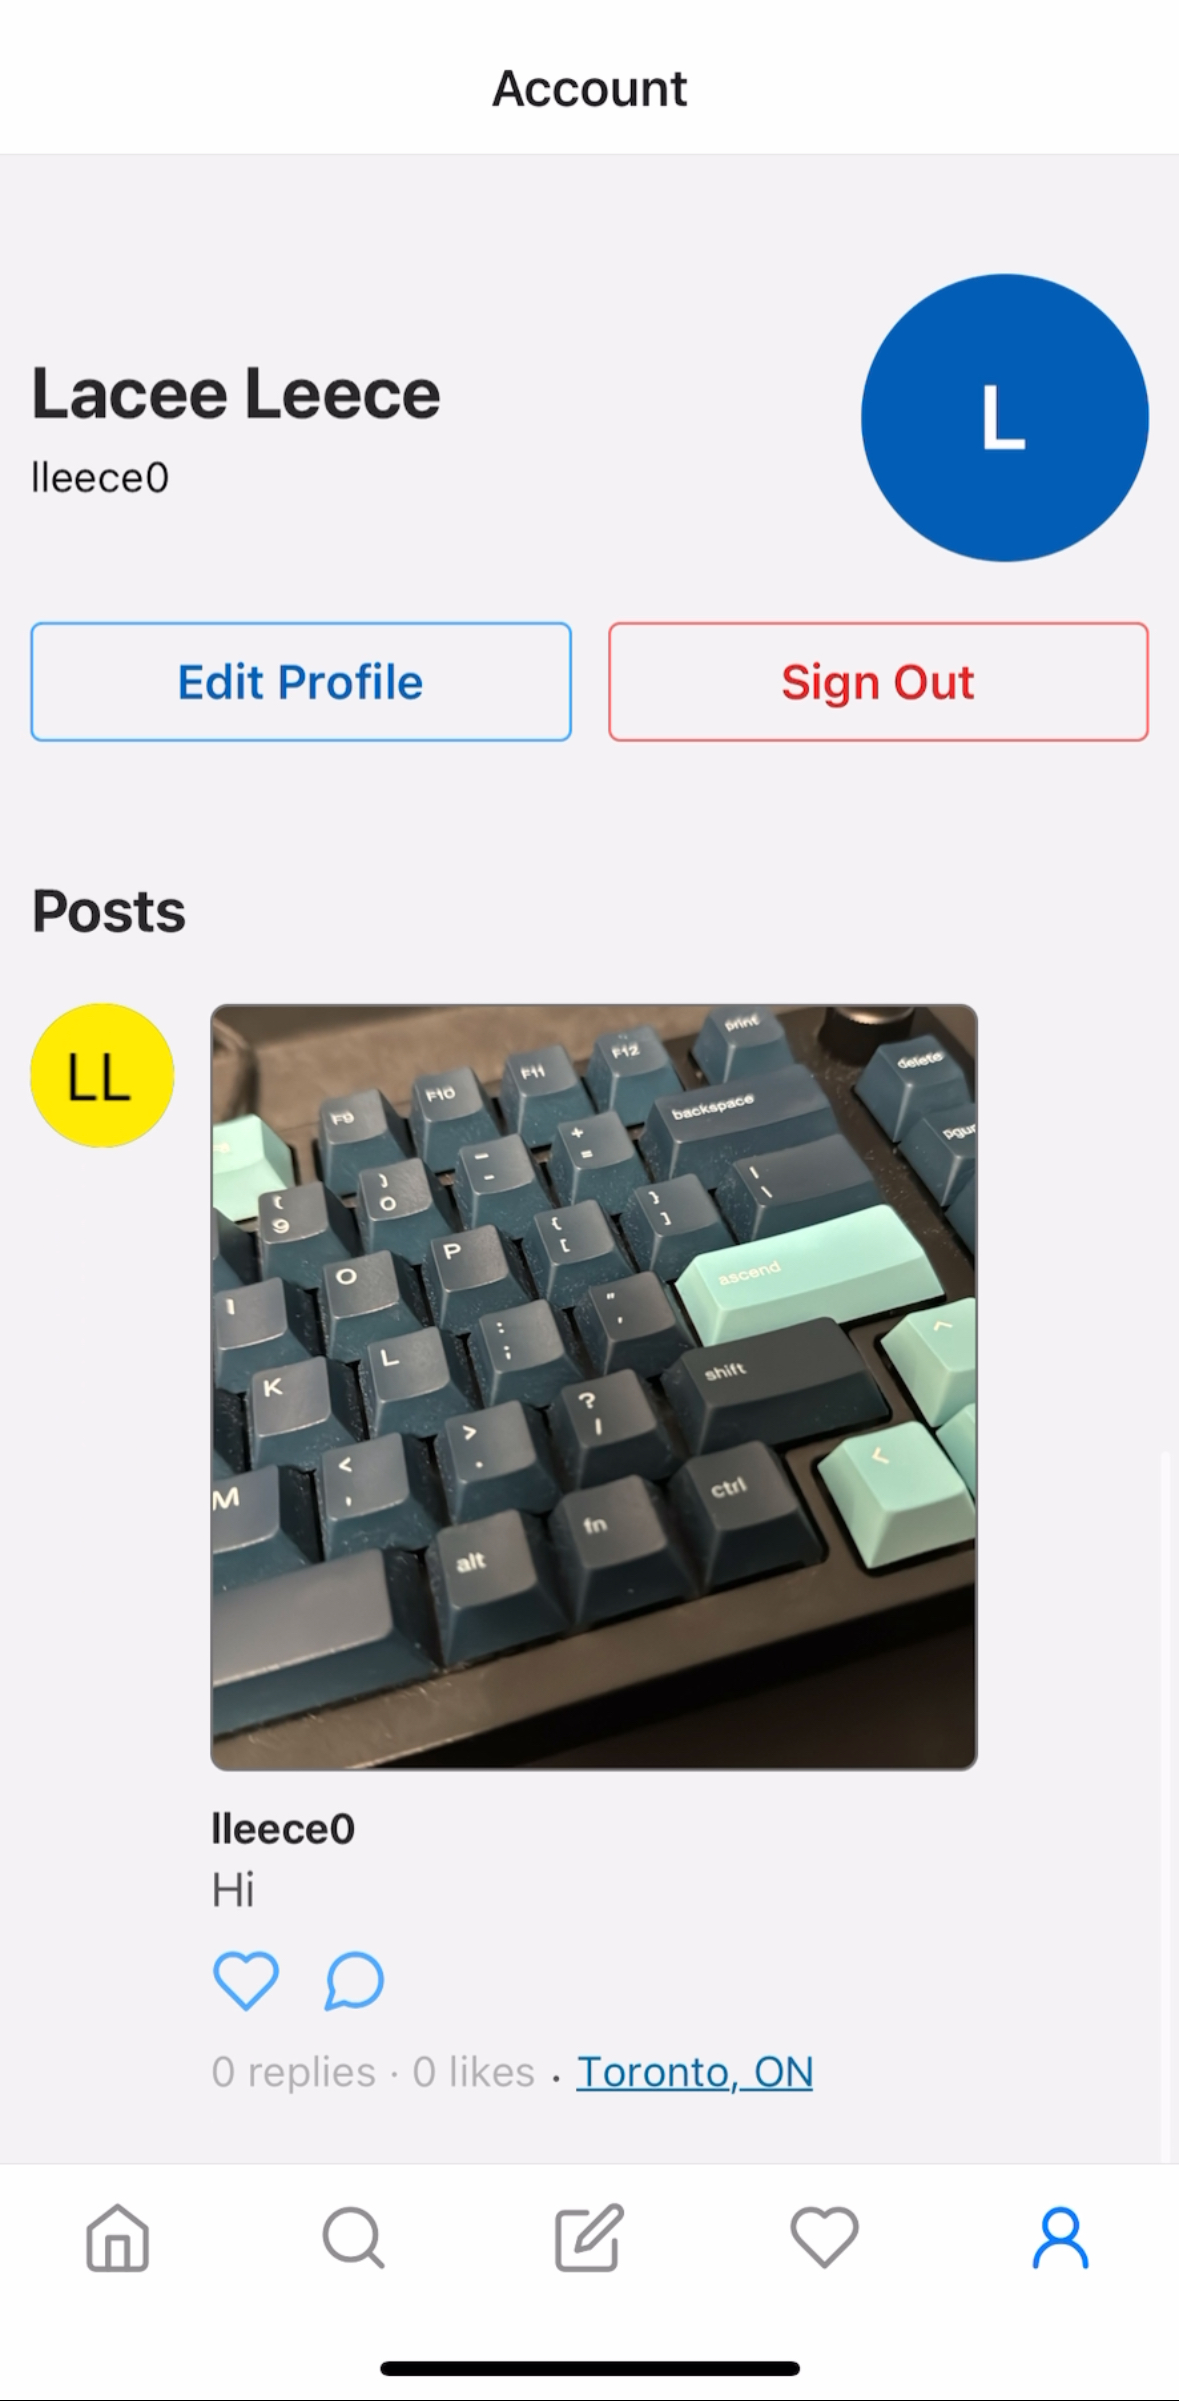 Account
Lacee Leece
lleece0
L
Edit Profile
Sign Out
Posts
LL
F9 F10 F11 F12 print delete
( 9 ) 0 _ - + = backspace pgup
I O P { [ } ] | \
K L : ; " ' ascend
M < , > . ? / shift ^
alt fn ctrl <
lleece0
Hi
0 replies · 0 likes · Toronto, ON